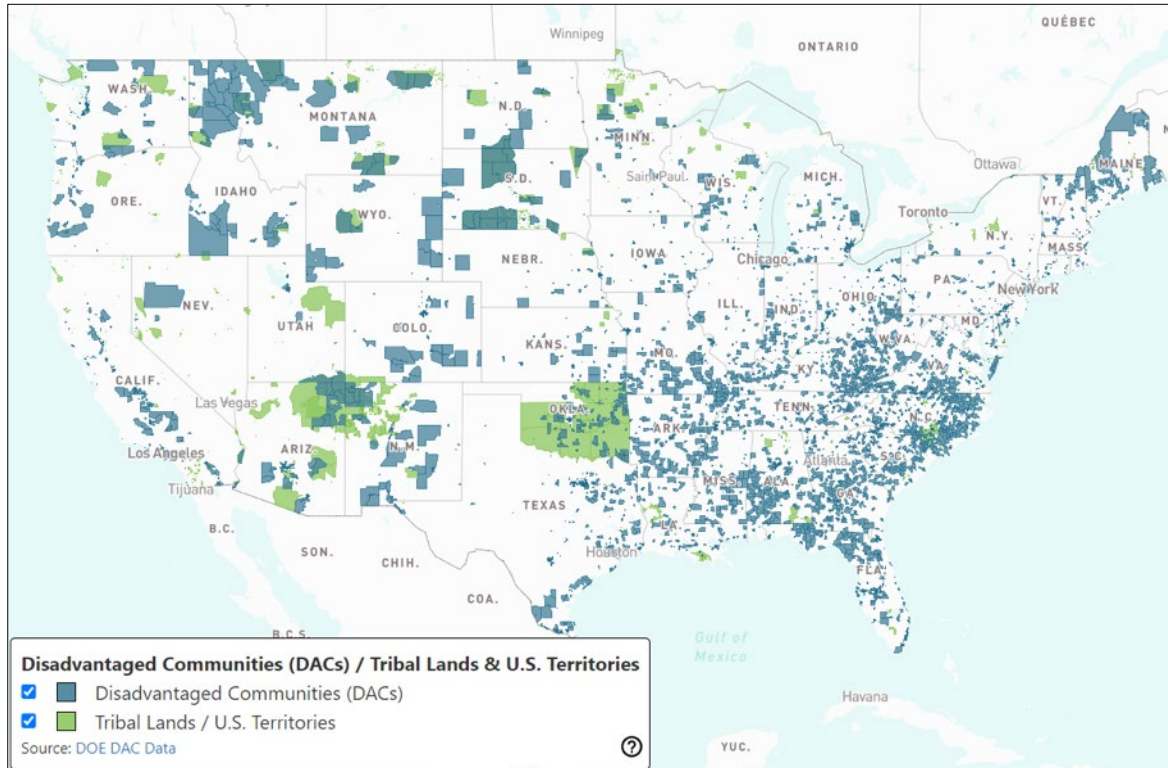 QUÉBEC
Winnipeg
ONTARIO
WASH.
N.D.
MONTANA
MINN.
Ottawa
MAINE
Saint Paul
S.D.
WIS.
MICH.
VT.
ORE.
IDAHO
WYO.
Toronto
N.Y.
MASS
NEBR.
IOWA
Chicago
PA.
New York
NEV.
UTAH
COLO.
ILL.
IND.
OHIO
MD.
W.VA.
KANS.
MO.
KY.
VA.
CALIF.
Las Vegas
OKLA.
TENN.
N.C.
Los Angeles
ARIZ.
N.M.
ARK.
Atlanta
S.C.
Tijuana
MISS.
ALA.
GA.
TEXAS
LA.
B.C.
SON.
CHIH.
Houston
FLA.
COA.
B.C.S.
Gulf of
Mexico
Havana
YUC.
Disadvantaged Communities (DACs) / Tribal Lands & U.S. Territories
Disadvantaged Communities (DACs)
Tribal Lands / U.S. Territories
Source: DOE DAC Data
?